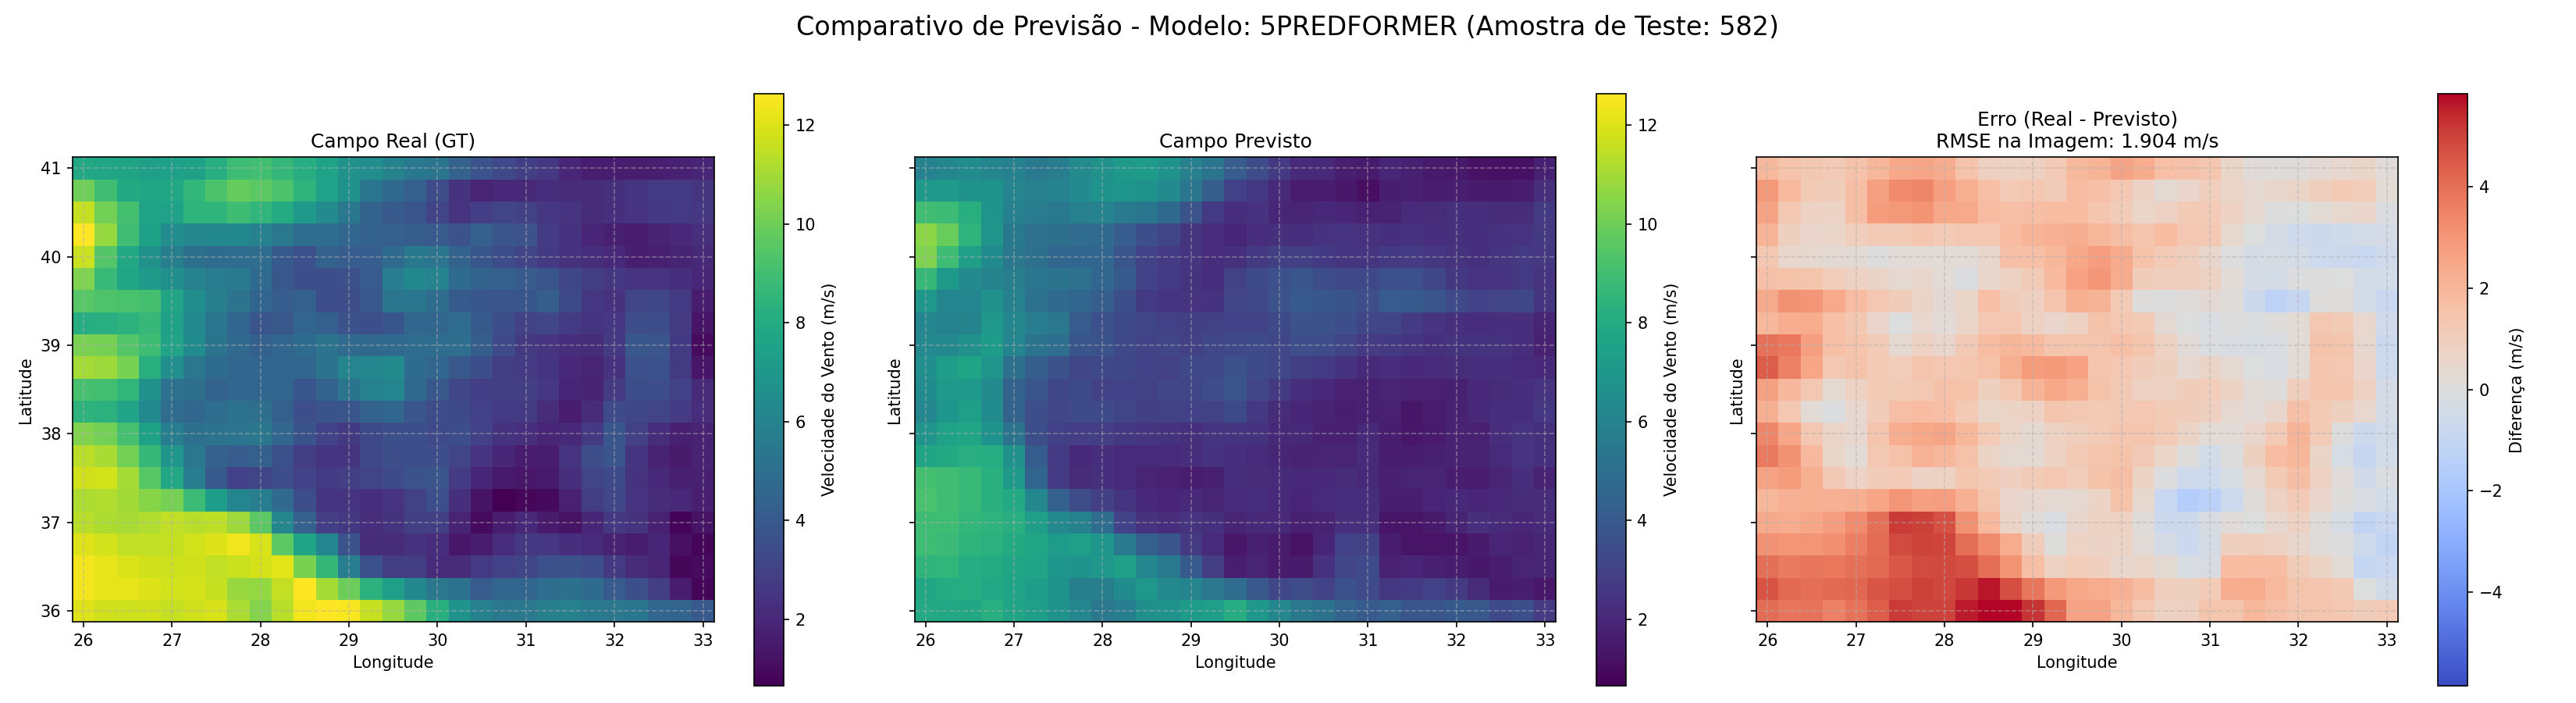 Comparativo de Previsão - Modelo: 5PREDFORMER (Amostra de Teste: 582)
Campo Real (GT)
Latitude
41
40
39
38
37
36
26 27 28 29 30 31 32 33
Longitude
12
10
8
6
4
2
Velocidade do Vento (m/s)
Campo Previsto
Latitude
26 27 28 29 30 31 32 33
Longitude
12
10
8
6
4
2
Velocidade do Vento (m/s)
Erro (Real - Previsto)
RMSE na Imagem: 1.904 m/s
Latitude
26 27 28 29 30 31 32 33
Longitude
4
2
0
−2
−4
Diferença (m/s)